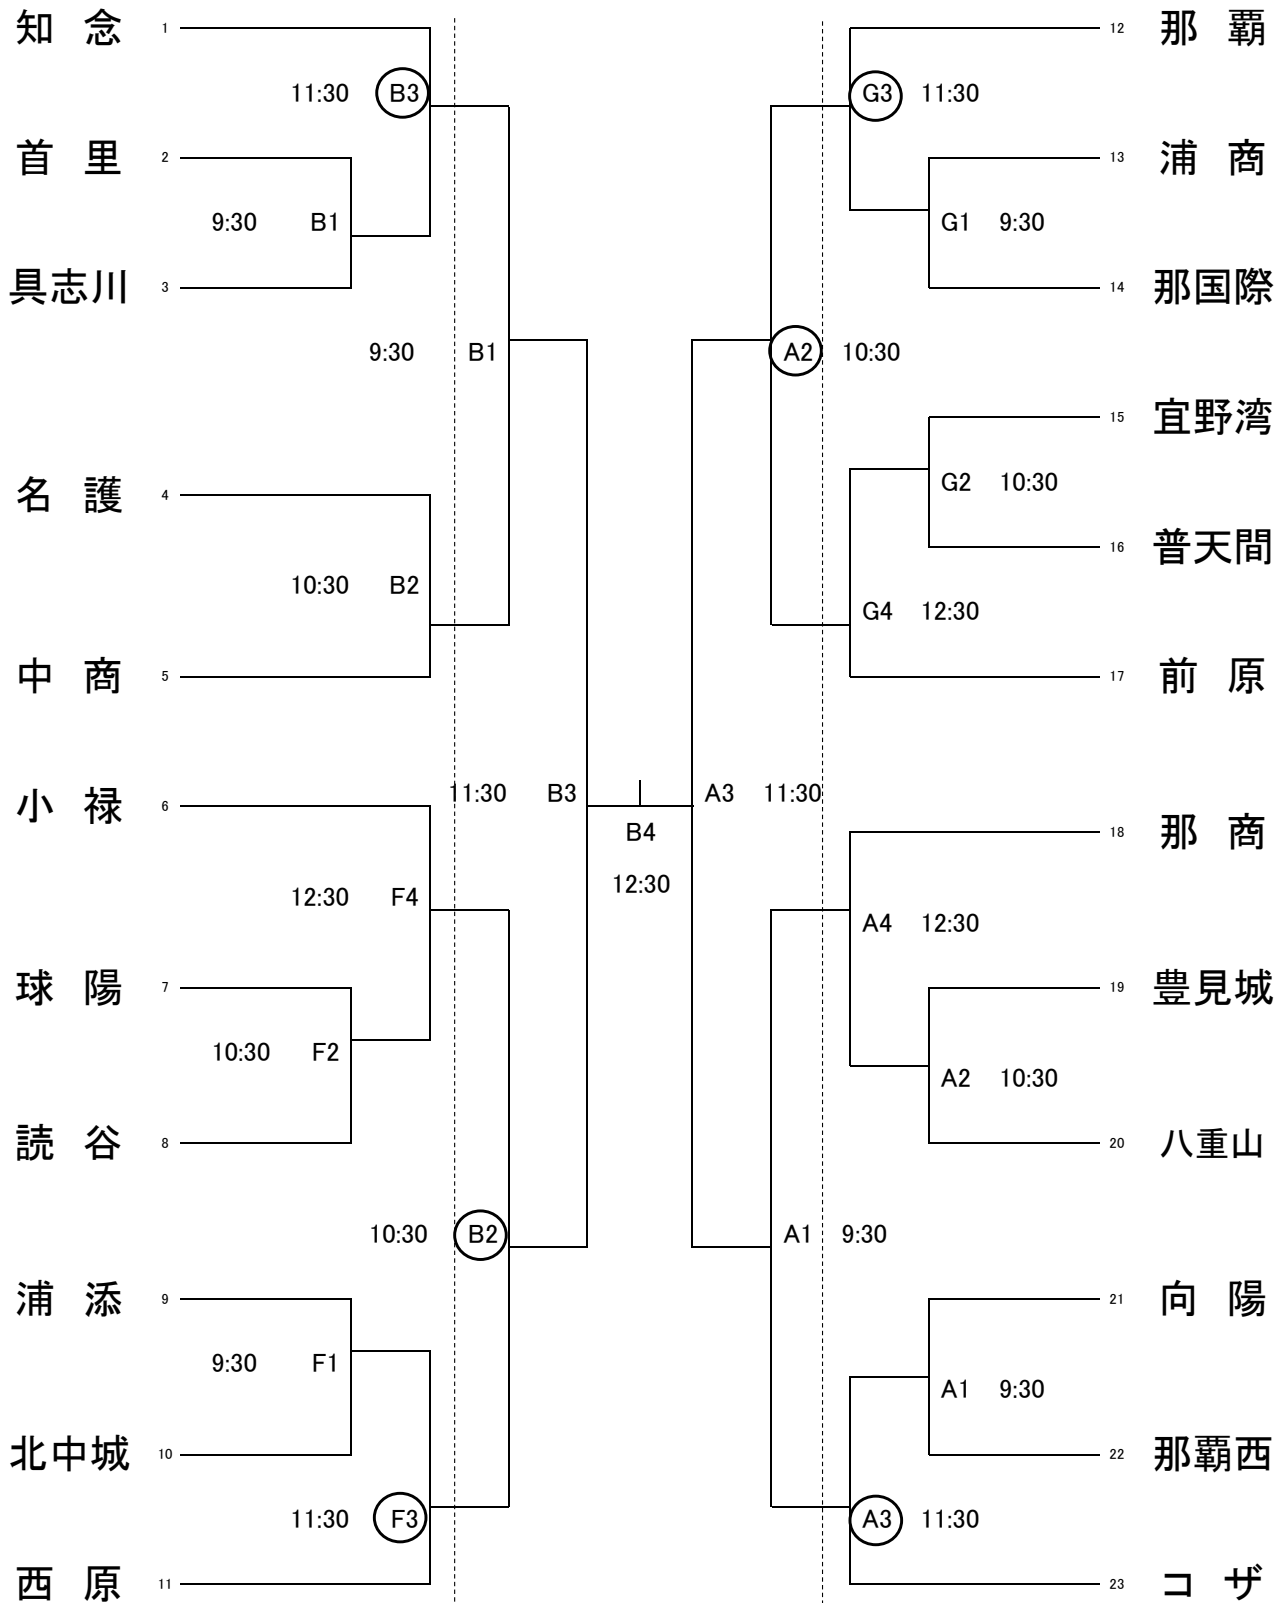 知 念 1
11:30 B3
首 里 2
9:30 B1
具志川 3
9:30 B1
名 護 4
10:30 B2
中 商 5
11:30 B3
小 禄 6
12:30 F4
球 陽 7
10:30 F2
読 谷 8
10:30 B2
浦 添 9
9:30 F1
北中城 10
11:30 F3
西 原 11
B4
12:30
12 那 覇
G3 11:30
13 浦 商
G1 9:30
14 那国際
A2 10:30
15 宜野湾
G2 10:30
16 普天間
G4 12:30
17 前 原
A3 11:30
18 那 商
A4 12:30
19 豊見城
A2 10:30
20 八重山
A1 9:30
21 向 陽
A1 9:30
22 那覇西
A3 11:30
23 コ ザ